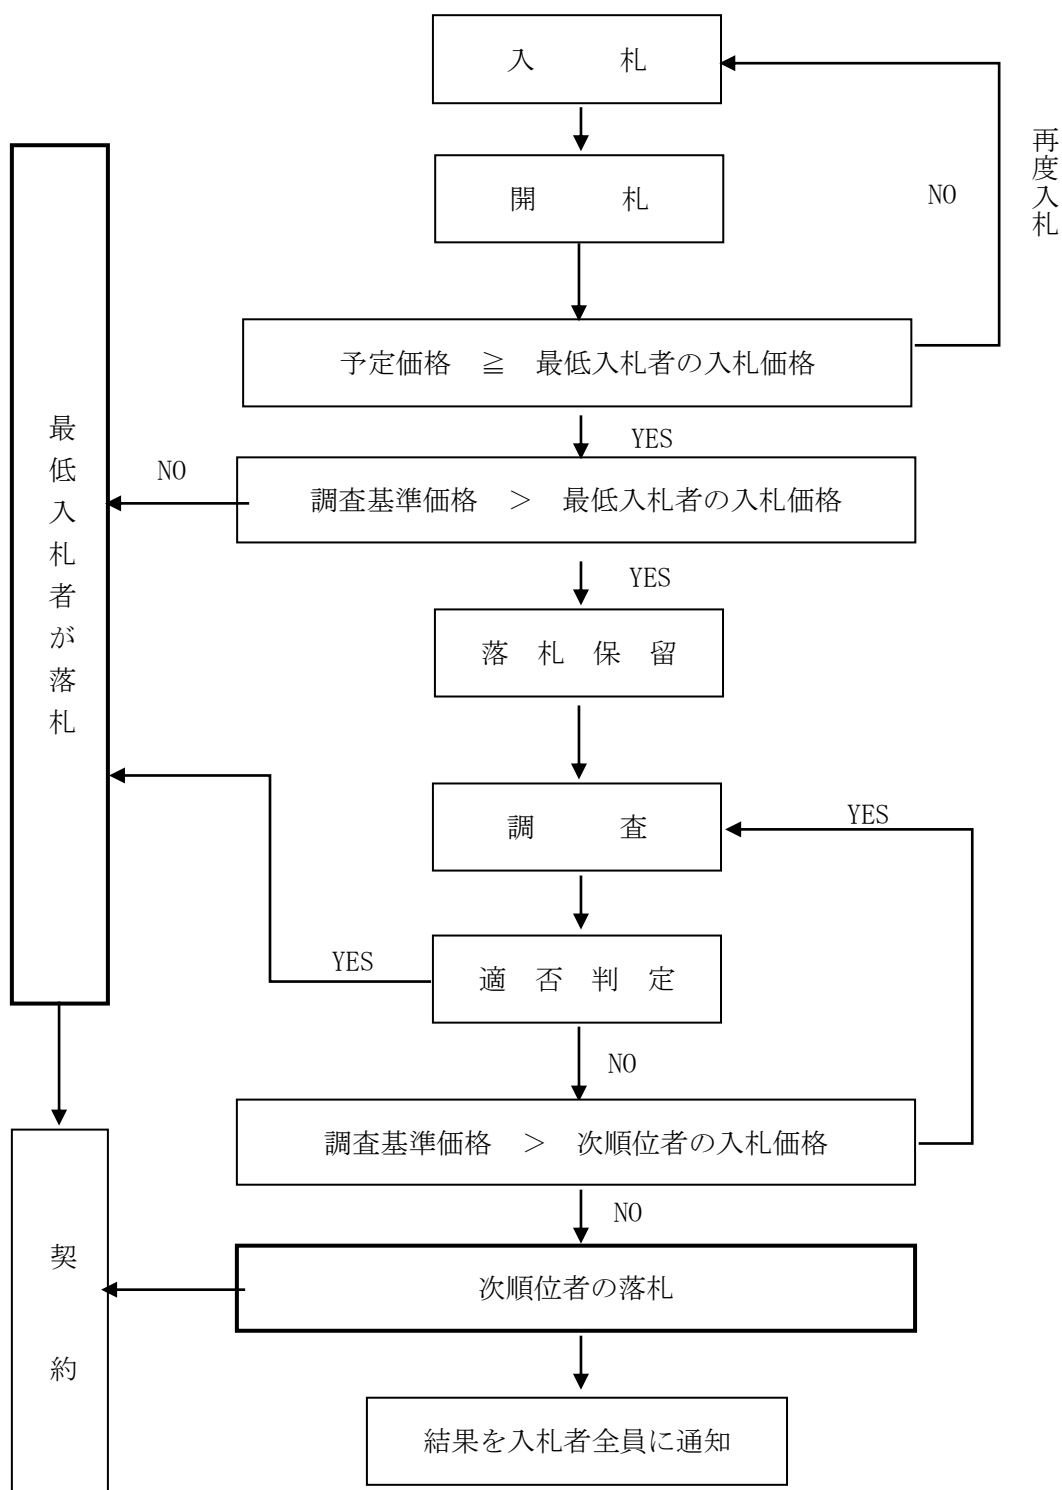 入　　　札
再度入札
開　　　札
NO
予定価格　≧　最低入札者の入札価格
YES
最低入札者が落札
NO
調査基準価格　＞　最低入札者の入札価格
YES
落　札　保　留
調　　　査
YES
YES
適　否　判　定
NO
調査基準価格　＞　次順位者の入札価格
NO
契　　　約
次順位者の落札
結果を入札者全員に通知